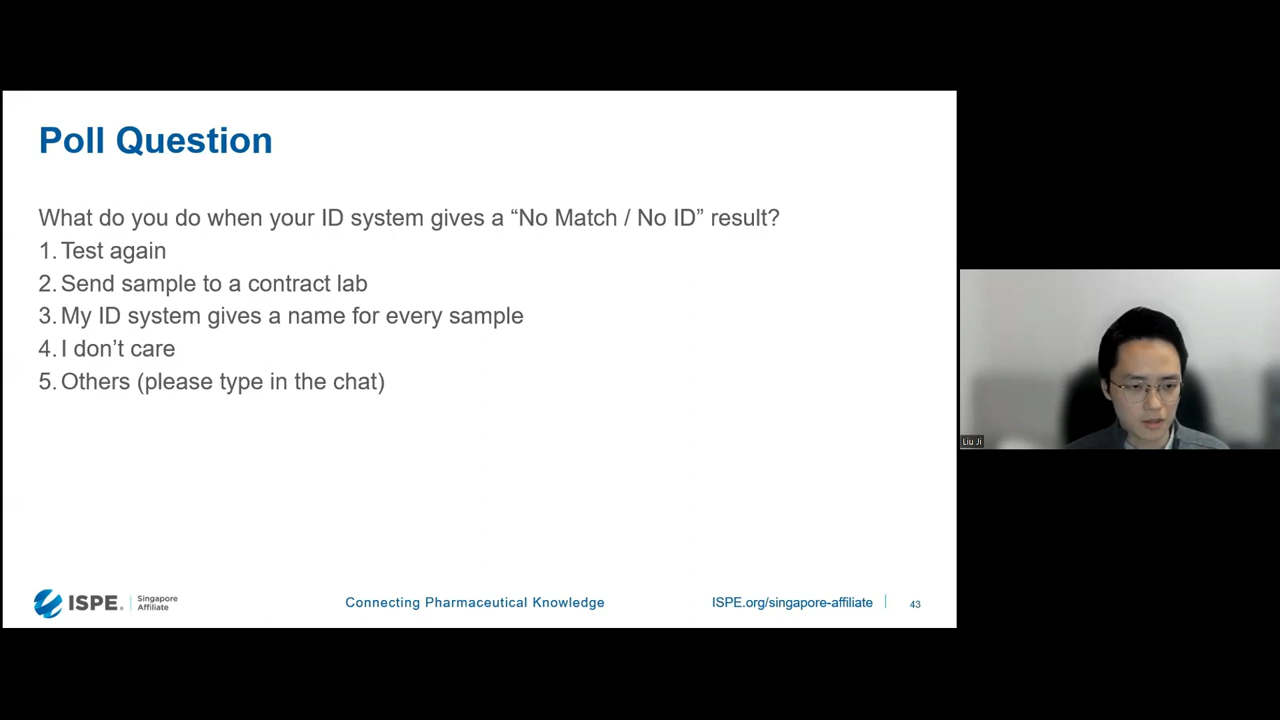 Poll Question
What do you do when your ID system gives a “No Match / No ID” result?
1. Test again
2. Send sample to a contract lab
3. My ID system gives a name for every sample
4. I don’t care
5. Others (please type in the chat)
ISPE®
Singapore
Affiliate
Connecting Pharmaceutical Knowledge
ISPE.org/singapore-affiliate
43
Liu Ji